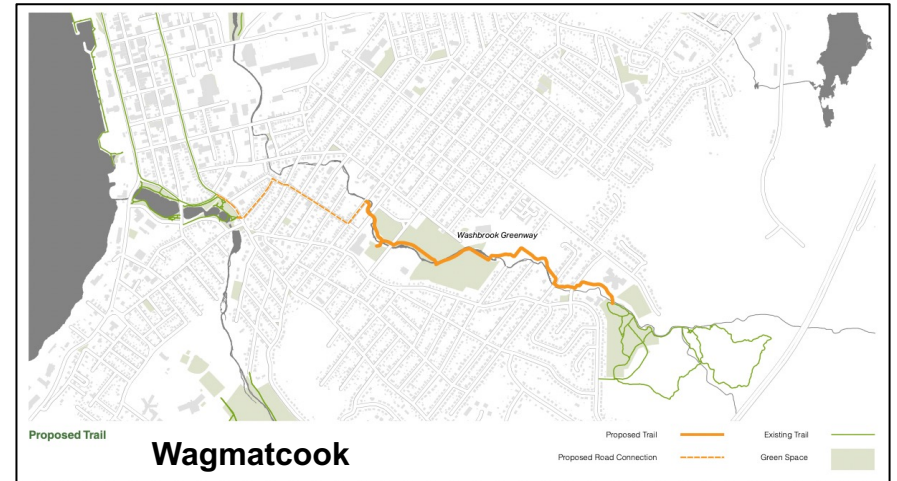 Washbrook Greenway
Proposed Trail
Wagmatcook
Proposed Trail
Existing Trail
Proposed Road Connection
Green Space